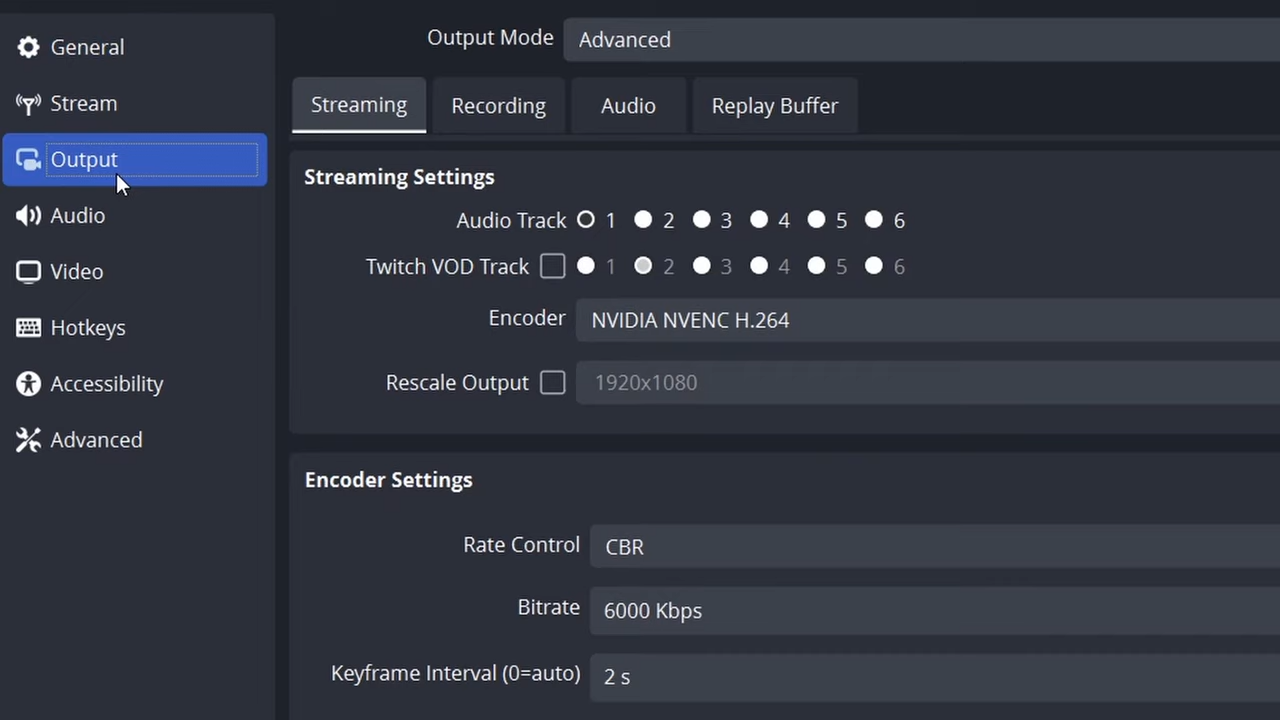 General
Stream
Output
Audio
Video
Hotkeys
Accessibility
Advanced
Output Mode Advanced
Streaming Recording Audio Replay Buffer
Streaming Settings
Audio Track 1 2 3 4 5 6
Twitch VOD Track 1 2 3 4 5 6
Encoder NVIDIA NVENC H.264
Rescale Output 1920x1080
Encoder Settings
Rate Control CBR
Bitrate 6000 Kbps
Keyframe Interval (0=auto) 2 s